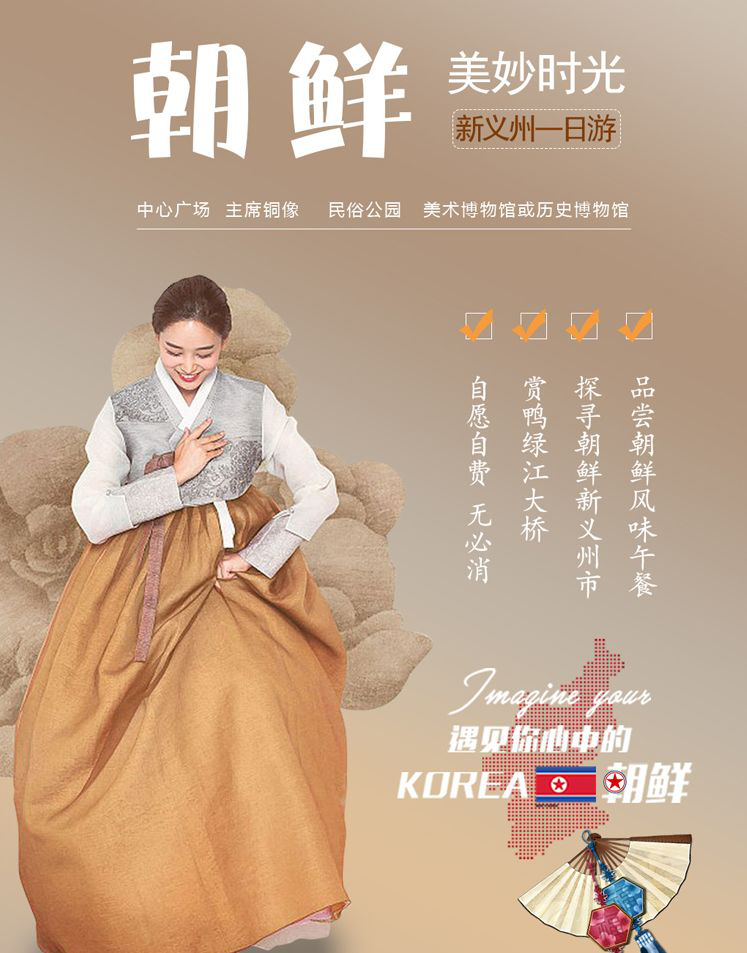 朝鲜
美妙时光
新义州一日游
中心广场 主席铜像 民俗公园 美术博物馆或历史博物馆
品尝朝鲜风味午餐
探寻朝鲜新义州市
赏鸭绿江大桥
自愿自费 无必消
Imagine your
遇见你心中的
KOREA 朝鲜